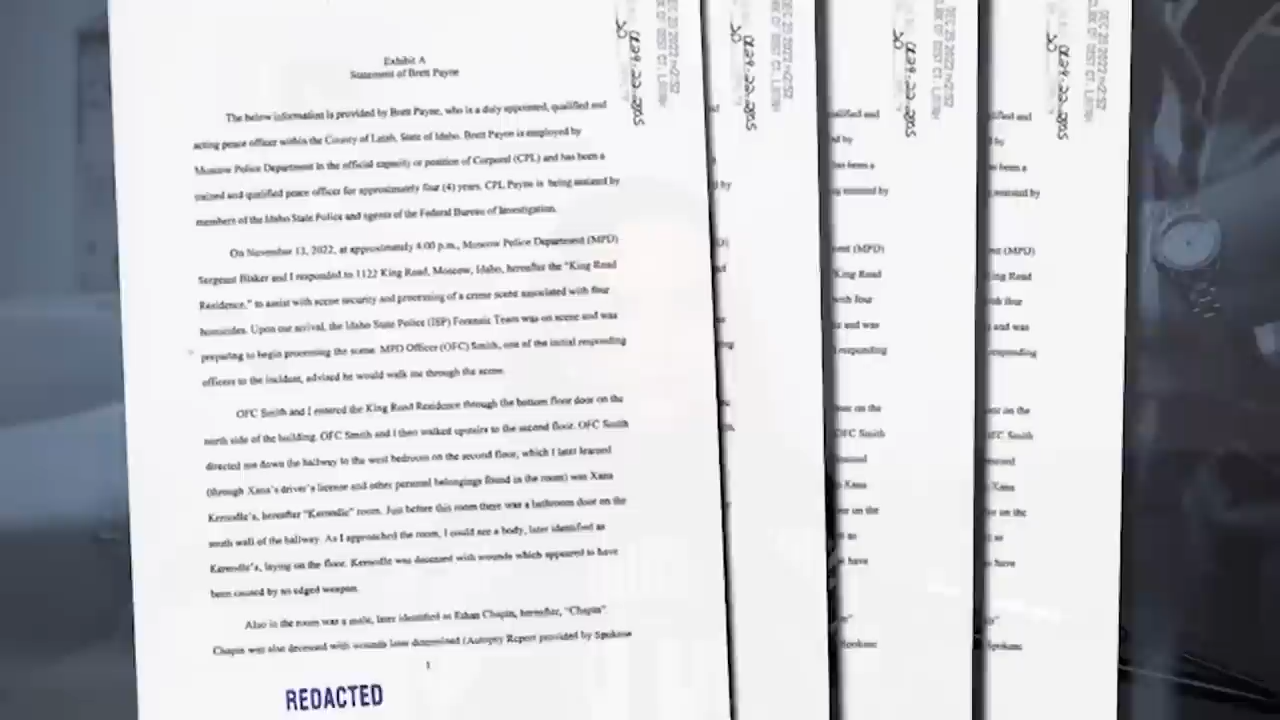 Exhibit A
Statement of Brett Payne
The below information is provided by Brett Payne, who is a duly appointed, qualified and
acting peace officer within the County of Latah, State of Idaho. Brett Payne is employed by
Moscow Police Department in the official capacity or position of Corporal (CPL) and has been a
trained and qualified peace officer for approximately four (4) years. CPL Payne is being assisted by
members of the Idaho State Police and agents of the Federal Bureau of Investigation.
On November 13, 2022, at approximately 4:00 p.m., Moscow Police Department (MPD)
Sergeant Blaker and I responded to 1122 King Road, Moscow, Idaho, hereafter the "King Road
Residence," to assist with scene security and processing of a crime scene associated with four
homicides. Upon our arrival, the Idaho State Police (ISP) Forensic Team was on scene and was
preparing to begin processing the scene. MPD Officer (OFC) Smith, one of the initial responding
officers to the incident, advised he would walk me through the scene.
OFC Smith and I entered the King Road Residence through the bottom floor door on the
north side of the building. OFC Smith and I then walked upstairs to the second floor. OFC Smith
directed me down the hallway to the west bedroom on the second floor, which I later learned
(through Xana's driver's license and other personal belongings found in the room) was Xana
Kernodle's, hereafter "Kernodle" room. Just before this room there was a bathroom door on the
south wall of the hallway. As I approached the room, I could see a body, later identified as
Kernodle's, laying on the floor. Kernodle was deceased with wounds which appeared to have
been caused by an edged weapon.
Also in the room was a male, later identified as Ethan Chapin, hereafter, "Chapin".
Chapin was also deceased with wounds later determined (Autopsy Report provided by Spokane
1
REDACTED